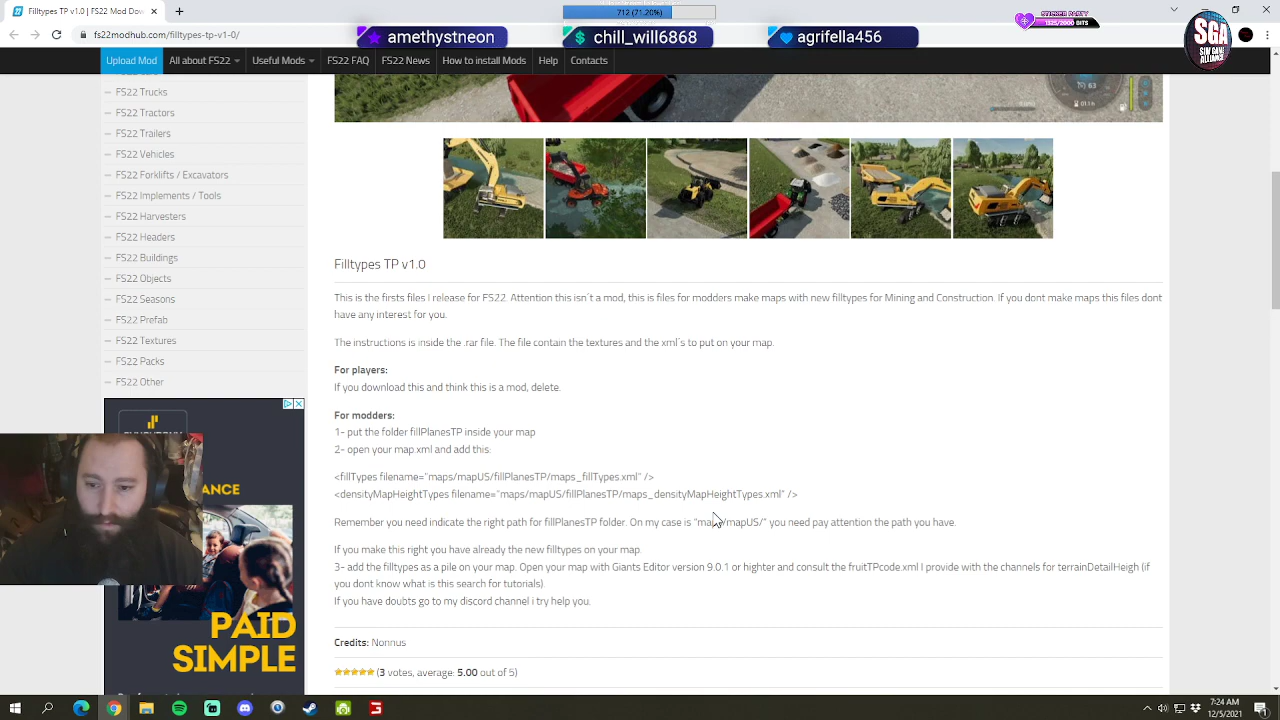 Filltypes TP v1.0 | FS22 Mod Dow
712 (71.20%)
STICKER PARTY
1925/2000 BITS
fs22modhub.com/filltypes-tp-v-1-0/
amethystneon
chill_will6868
agrifella456
SGA
SIM GAME
ALLIANCE
Upload Mod
All about FS22
Useful Mods
FS22 FAQ
FS22 News
How to install Mods
Help
Contacts
FS22 Trucks
FS22 Tractors
FS22 Trailers
FS22 Vehicles
FS22 Forklifts / Excavators
FS22 Implements / Tools
FS22 Harvesters
FS22 Headers
FS22 Buildings
FS22 Objects
FS22 Seasons
FS22 Prefab
FS22 Textures
FS22 Packs
FS22 Other
63
Filltypes TP v1.0
This is the firsts files I release for FS22. Attention this isn´t a mod, this is files for modders make maps with new filltypes for Mining and Construction. If you dont make maps this files dont
have any interest for you.
The instructions is inside the .rar file. The file contain the textures and the xml´s to put on your map.
For players:
If you download this and think this is a mod, delete.
For modders:
1- put the folder fillPlanesTP inside your map
2- open your map.xml and add this:
<fillTypes filename="maps/mapUS/fillPlanesTP/maps_fillTypes.xml" />
<densityMapHeightTypes filename="maps/mapUS/fillPlanesTP/maps_densityMapHeightTypes.xml" />
Remember you need indicate the right path for fillPlanesTP folder. On my case is "maps/mapUS/" you need pay attention the path you have.
If you make this right you have already the new filltypes on your map.
3- add the filltypes as a pile on your map. Open your map with Giants Editor version 9.0.1 or highter and consult the fruitTPcode.xml I provide with the channels for terrainDetailHeigh (if
you dont know what is this search for tutorials).
If you have doubts go to my discord channel i try help you.
Credits: Nonnus
(3 votes, average: 5.00 out of 5)
ANCE
PAID
SIMPLE
7:24 AM
12/5/2021